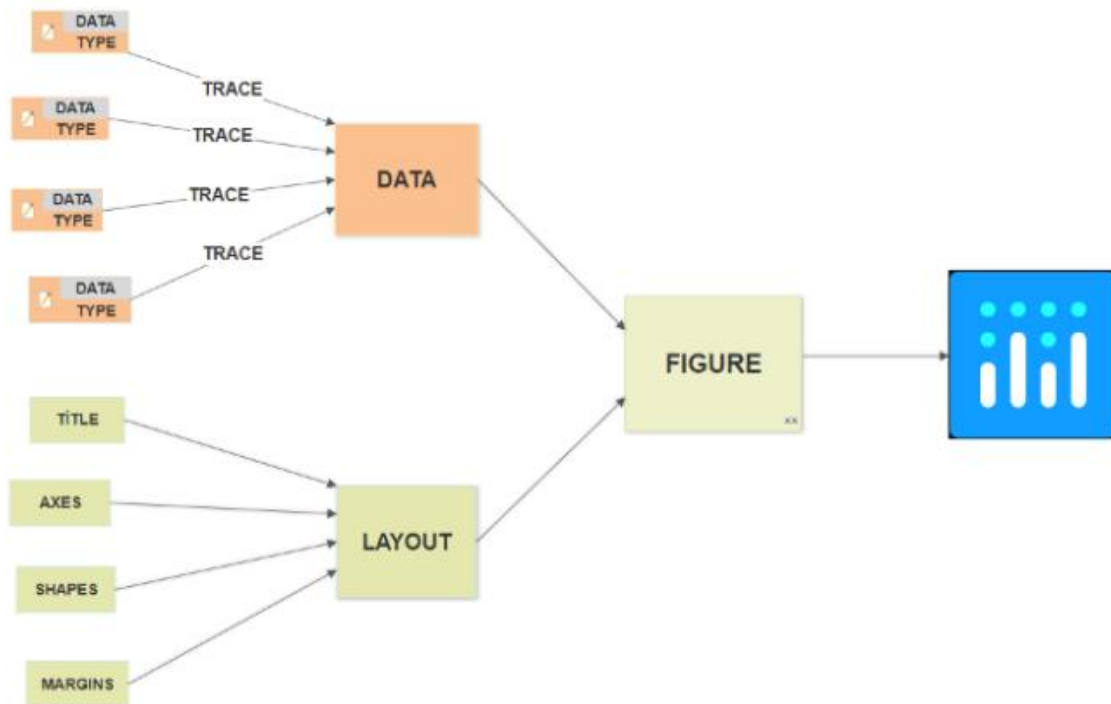 DATA
TYPE
TRACE
DATA
TYPE
TRACE
DATA
DATA
TYPE
TRACE
TRACE
DATA
TYPE
FIGURE
xx
TİTLE
AXES
LAYOUT
SHAPES
MARGINS